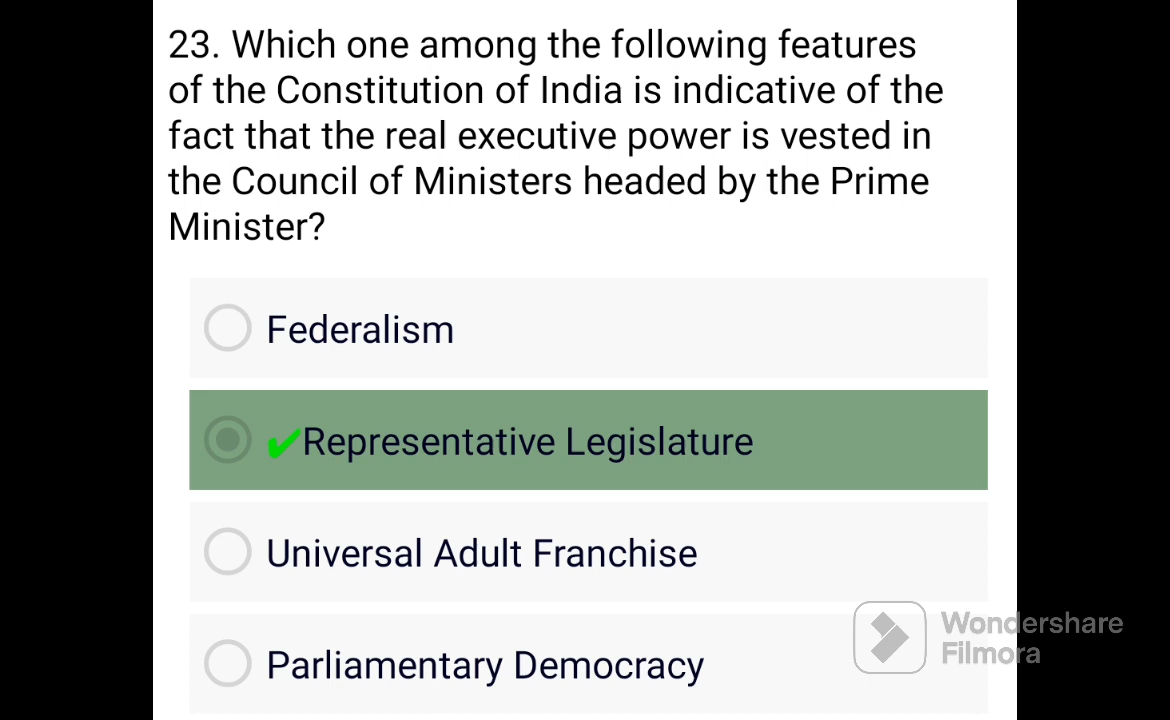 23. Which one among the following features
of the Constitution of India is indicative of the
fact that the real executive power is vested in
the Council of Ministers headed by the Prime
Minister?
Federalism
✔Representative Legislature
Universal Adult Franchise
Parliamentary Democracy
Wondershare
Filmora